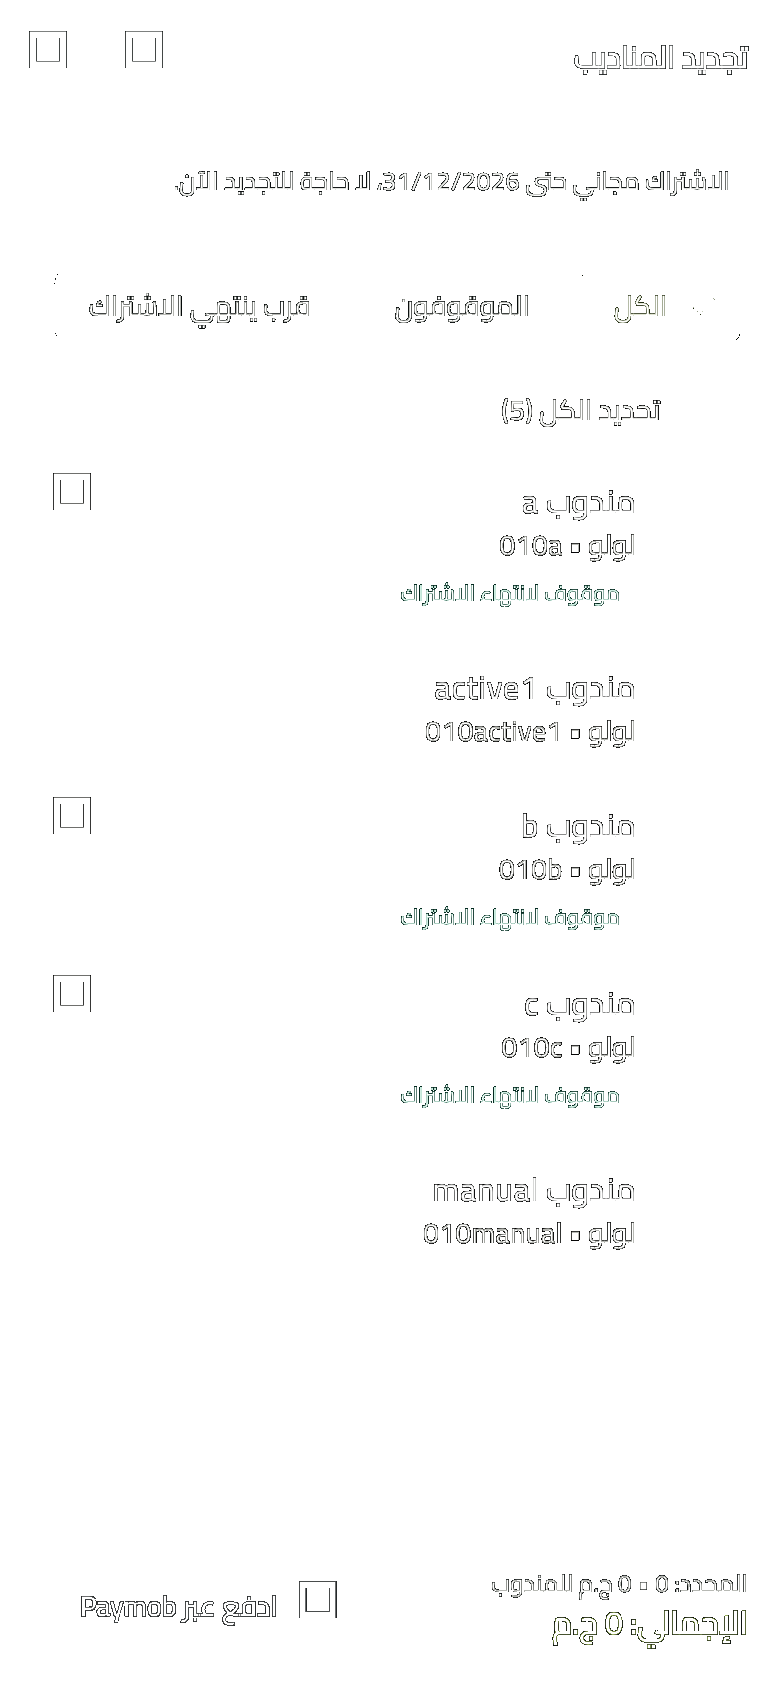 تجديد المناديب
الاشتراك مجاني حتى 31/12/2026، لا حاجة للتجديد الآن.
الكل
الموقوفون
قرب ينتهي الاشتراك
تحديد الكل (5)
مندوب a
لولو • 010a
موقوف لانتهاء الاشتراك
مندوب active1
لولو • 010active1
مندوب b
لولو • 010b
موقوف لانتهاء الاشتراك
مندوب c
لولو • 010c
موقوف لانتهاء الاشتراك
مندوب manual
لولو • 010manual
المحدد: 0 • 0 ج.م للمندوب
الإجمالي: 0 ج.م
ادفع عبر Paymob